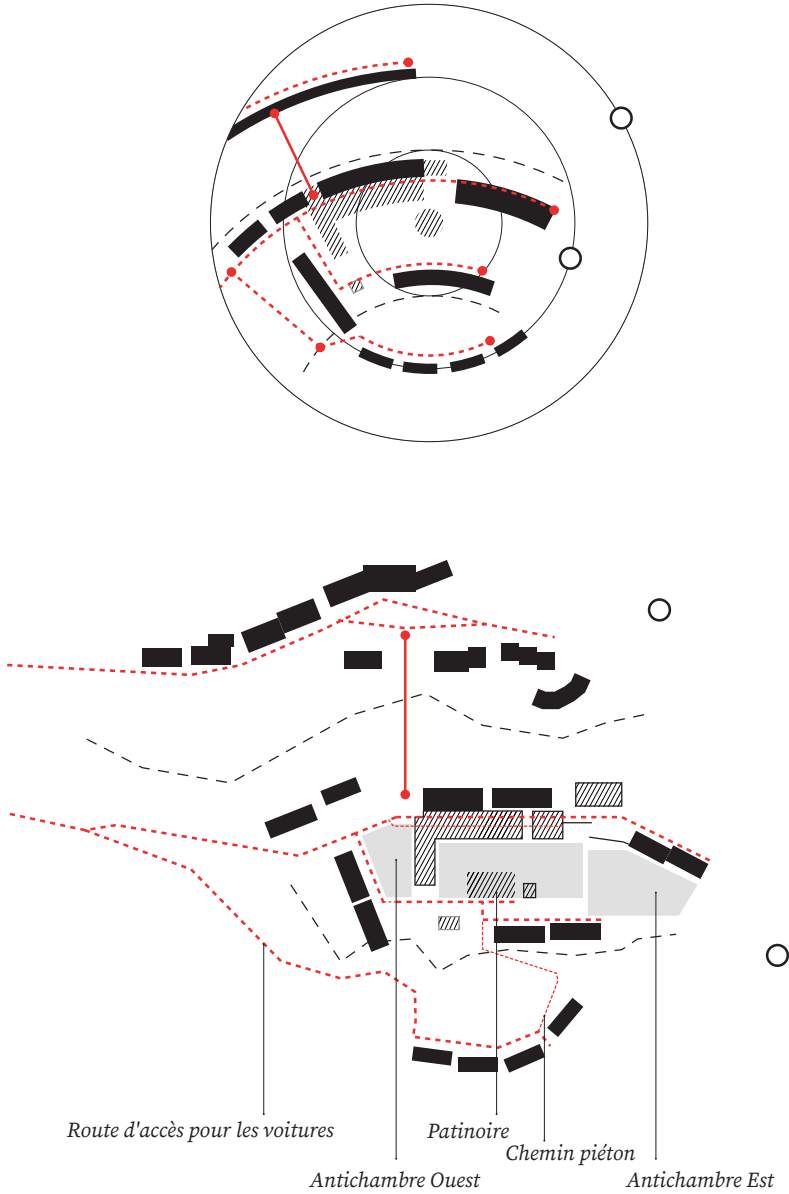 Route d'accès pour les voitures
Patinoire
Chemin piéton
Antichambre Ouest
Antichambre Est